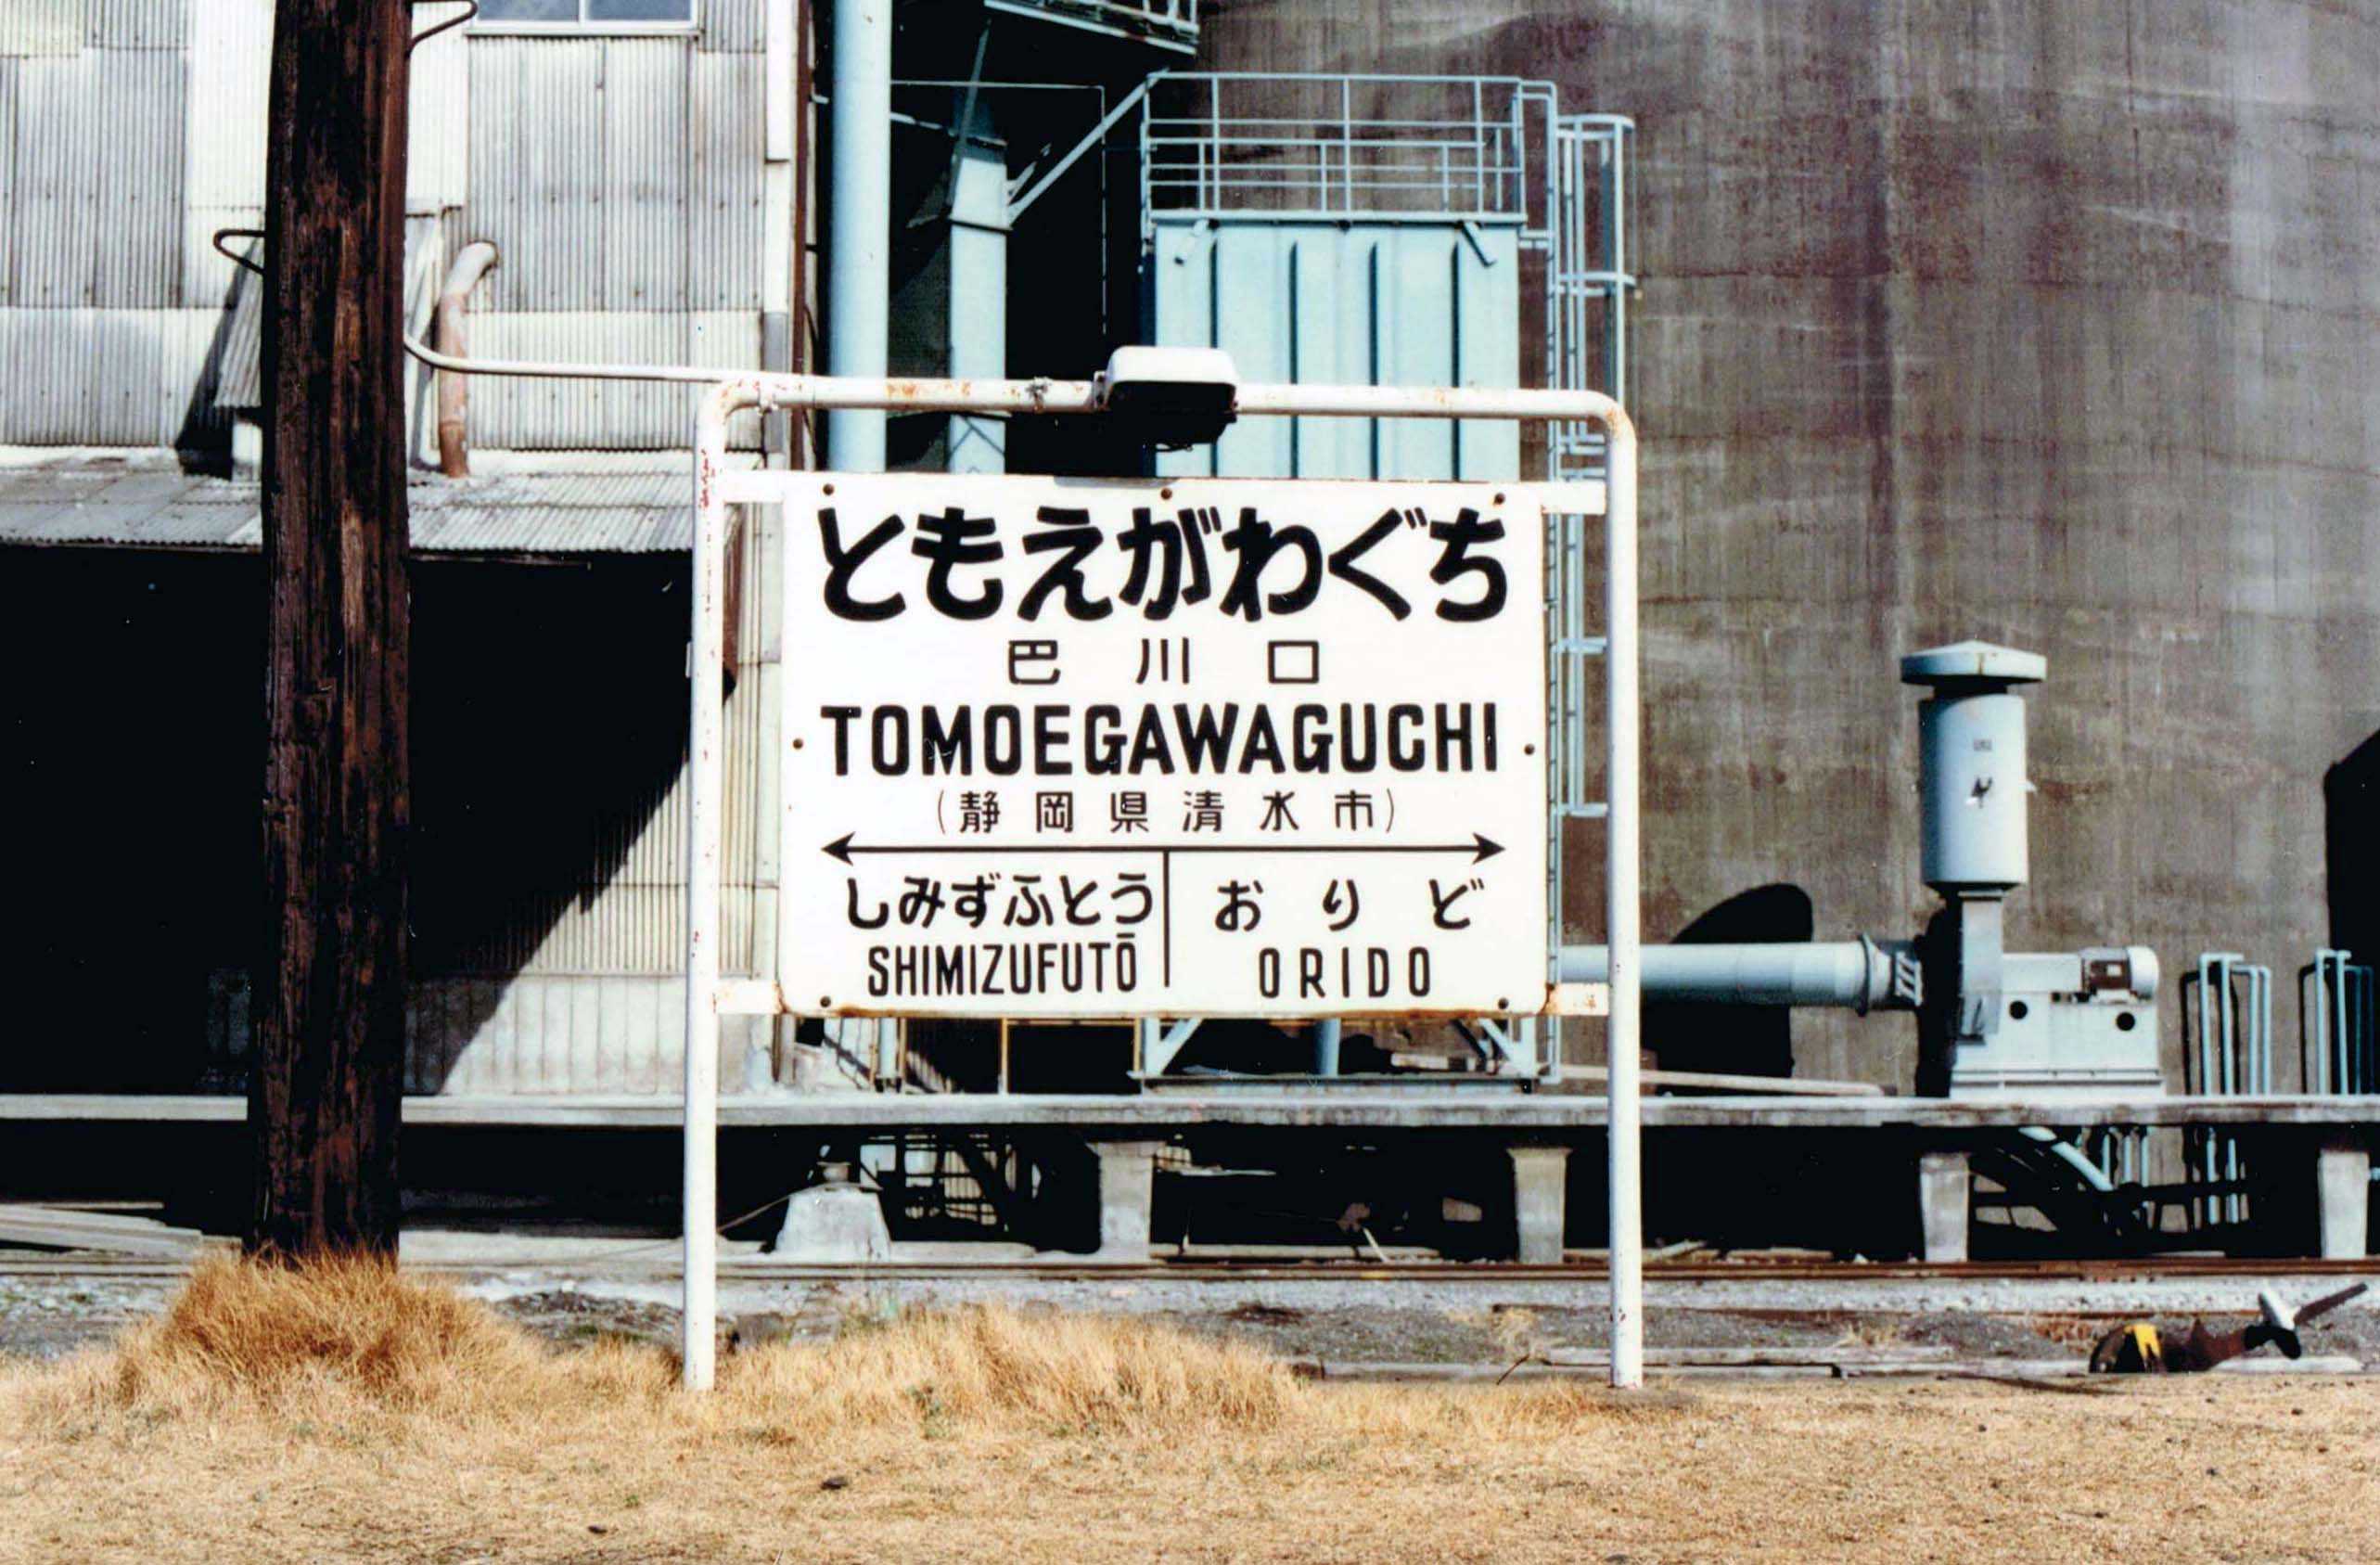 ともえがわぐち
巴川口
TOMOEGAWAGUCHI
(静岡県清水市)
しみずふとう おりど
SHIMIZUFUTŌ ORIDO